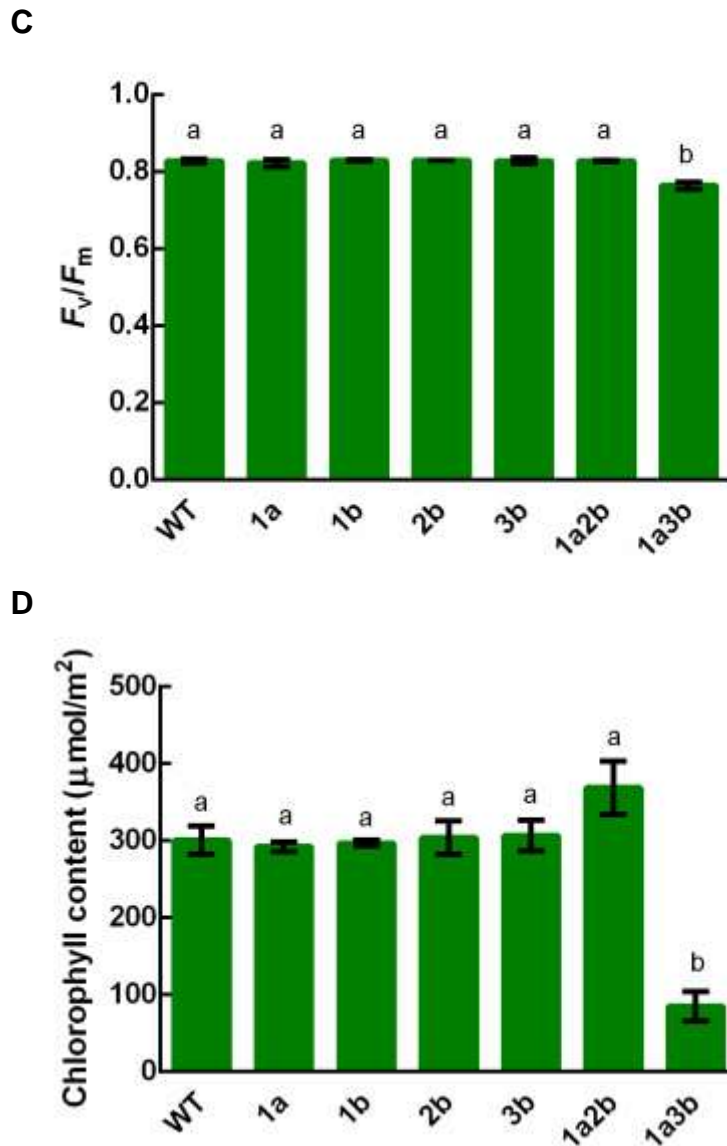 C
a a a a a a b
1.0
0.8
0.6
0.4
0.2
0.0
Fv/Fm
WT 1a 1b 2b 3b 1a2b 1a3b
D
a a a a a a b
500
400
300
200
100
0
Chlorophyll content (μmol/m²)
WT 1a 1b 2b 3b 1a2b 1a3b